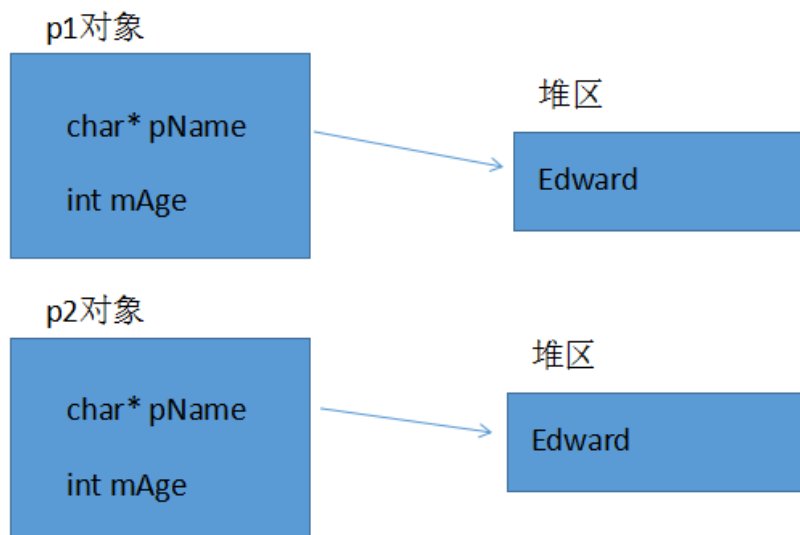 p1对象
char* pName
int mAge
堆区
Edward
p2对象
char* pName
int mAge
堆区
Edward